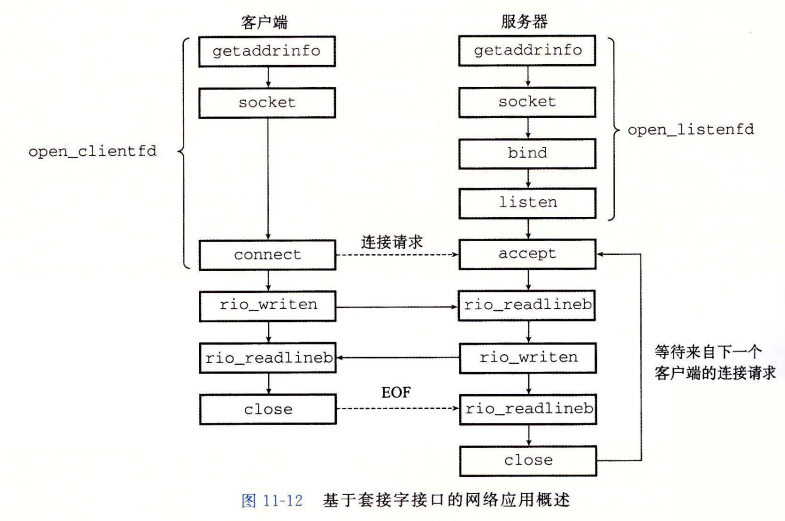 客户端
服务器
getaddrinfo
getaddrinfo
socket
socket
open_clientfd
open_listenfd
bind
listen
connect
连接请求
accept
rio_writen
rio_readlineb
rio_readlineb
rio_writen
等待来自下一个
客户端的连接请求
close
EOF
rio_readlineb
close
图 11-12 基于套接字接口的网络应用概述